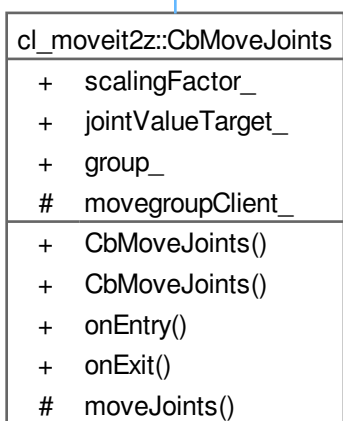 cl_moveit2z::CbMoveJoints
+ scalingFactor_
+ jointValueTarget_
+ group_
# movegroupClient_
+ CbMoveJoints()
+ CbMoveJoints()
+ onEntry()
+ onExit()
# moveJoints()